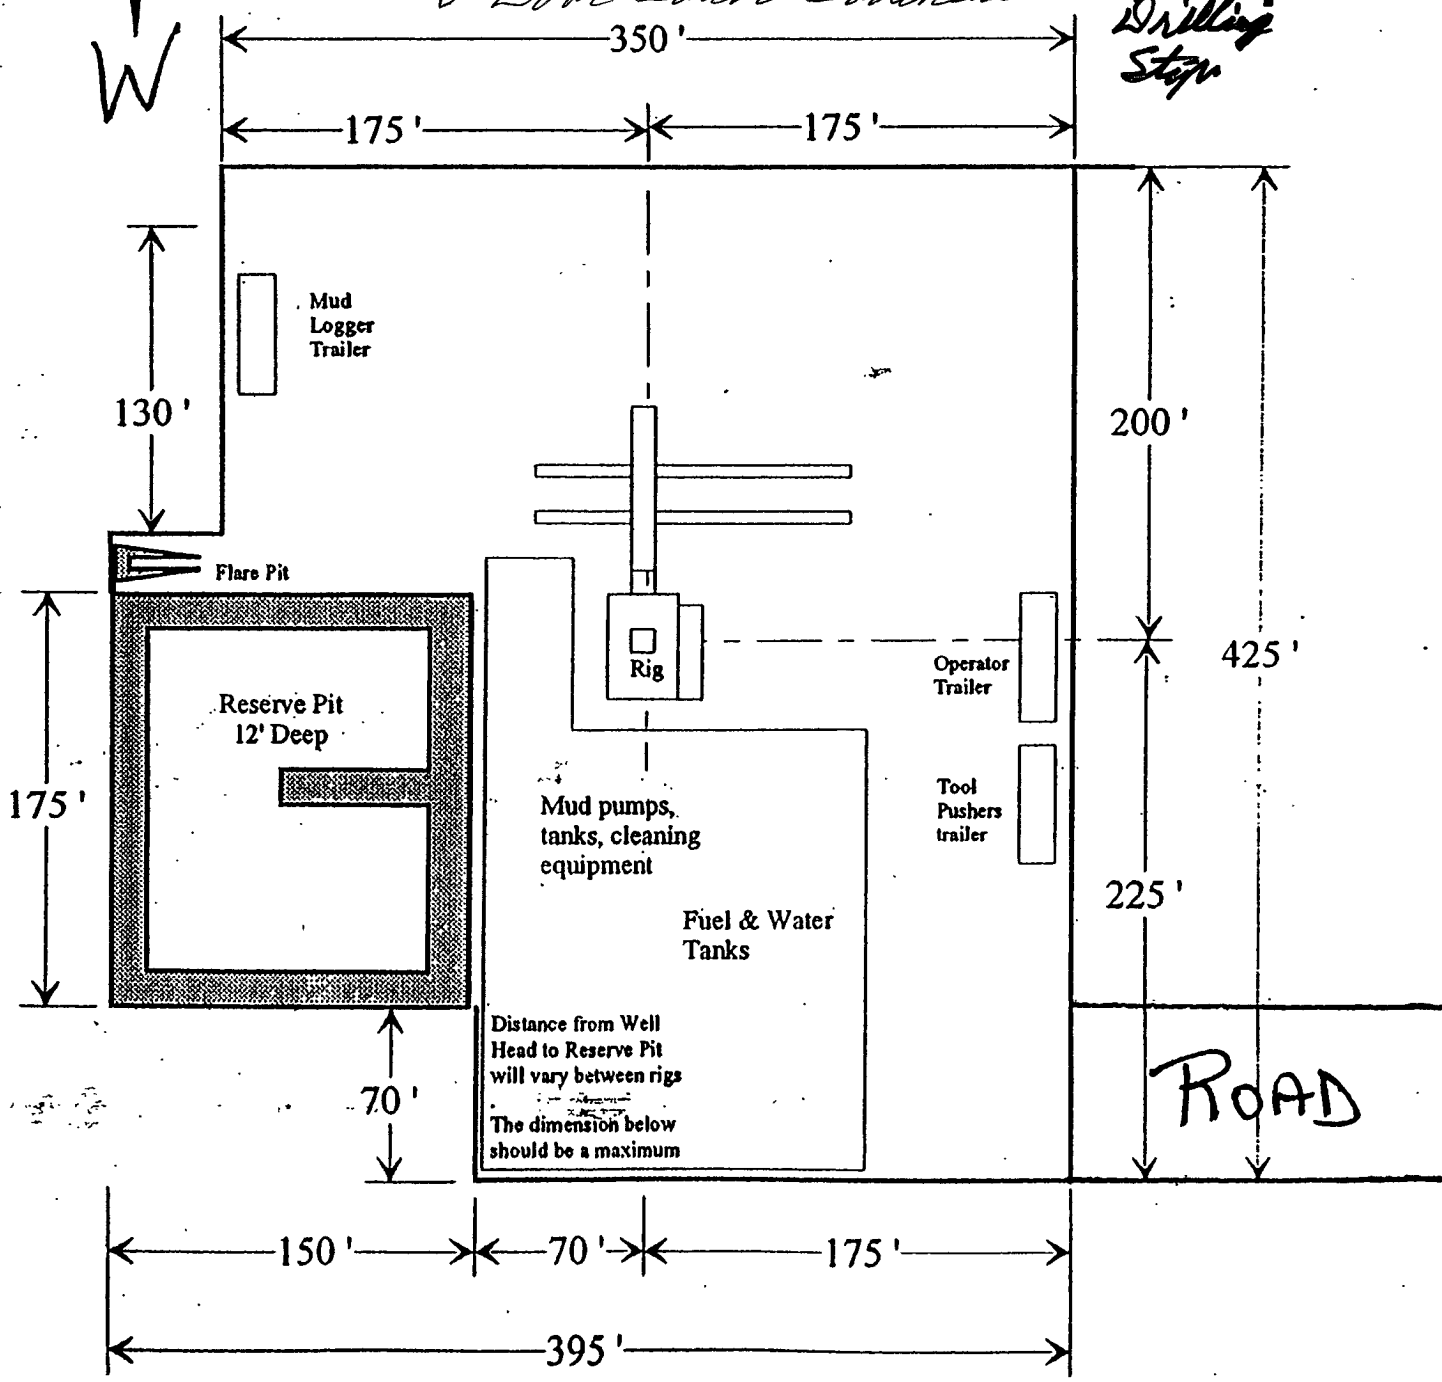 W
350 '
Drilling
175 '
175 '
Mud
Logger
Trailer
130 '
200 '
Flare Pit
425 '
Rig
Operator
Trailer
Reserve Pit
12' Deep
175 '
Mud pumps,
tanks, cleaning
equipment
Tool
Pushers
trailer
225 '
Fuel & Water
Tanks
Distance from Well
Head to Reserve Pit
will vary between rigs
The dimension below
should be a maximum
70 '
ROAD
150 '
70 '
175 '
395 '